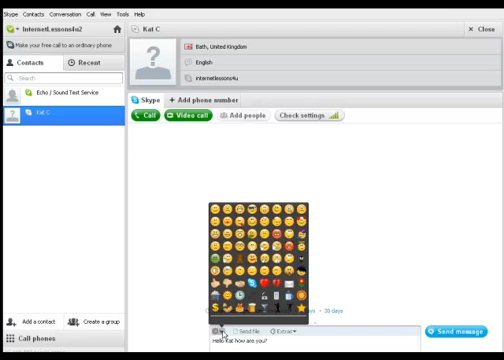 Skype Contacts Conversation Call View Tools Help
InternetLessons4u2
Make your free call to an ordinary phone
Contacts
Recent
Search
Echo / Sound Test Service
Kat C
Add a contact
Create a group
Call phones
Kat C
Close
Bath, United Kingdom
English
internetlessons4u
Skype
Add phone number
Call
Video call
Add people
Check settings
days
38 days
Send file
Extras
Hello Kat how are you?
Send message